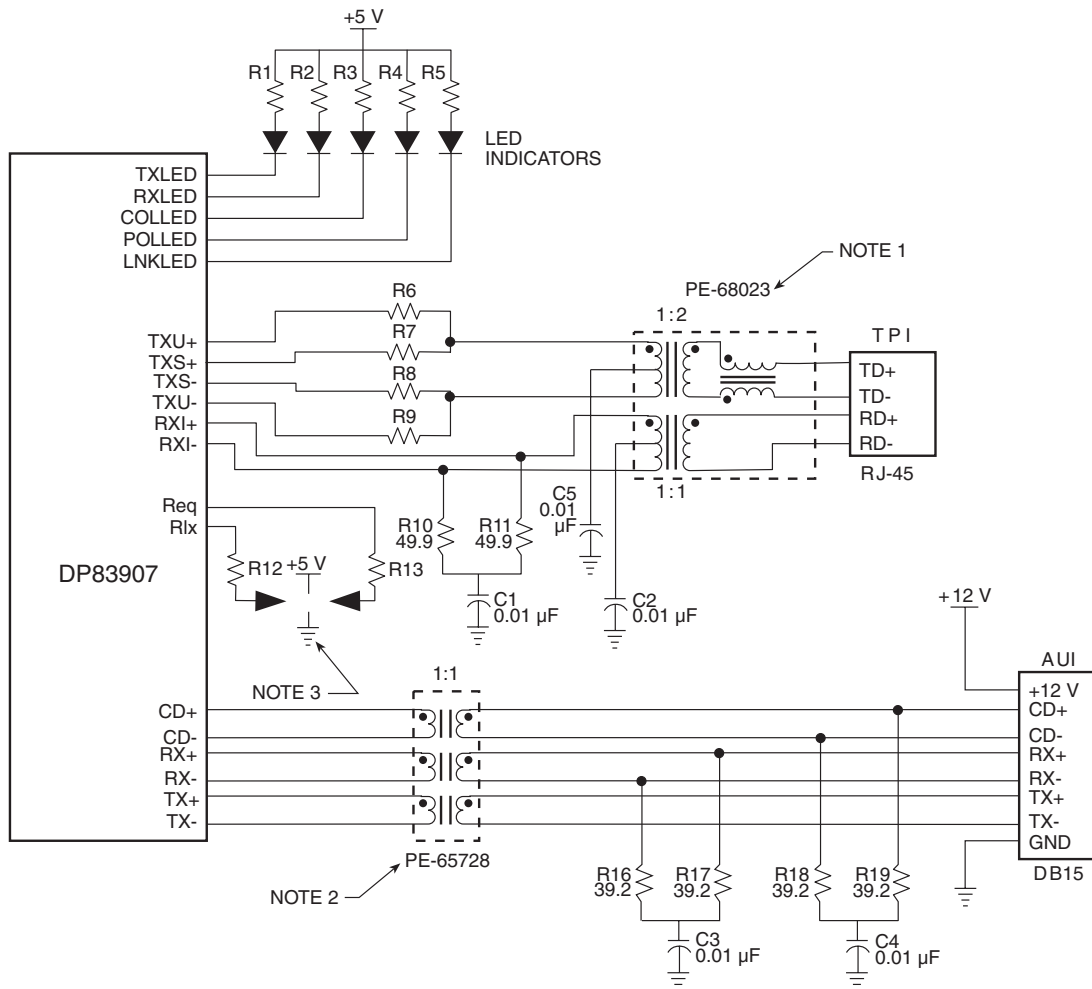 +5 V
R1 R2 R3 R4 R5
LED
INDICATORS
TXLED
RXLED
COLLED
POLLED
LNKLED
NOTE 1
PE-68023
R6
1:2
R7
TPI
TXU+
TXS+
TXS-
TXU-
RXI+
RXI-
R8
R9
TD+
TD-
RD+
RD-
RJ-45
1:1
Req
RIx
R10
49.9
R11
49.9
C5
0.01
µF
DP83907
R12
+5 V
R13
C1
0.01 µF
C2
0.01 µF
+12 V
NOTE 3
1:1
AUI
+12 V
CD+
CD-
RX+
RX-
TX+
TX-
CD+
CD-
RX+
RX-
TX+
TX-
GND
DB15
PE-65728
NOTE 2
R16
39.2
R17
39.2
R18
39.2
R19
39.2
C3
0.01 µF
C4
0.01 µF